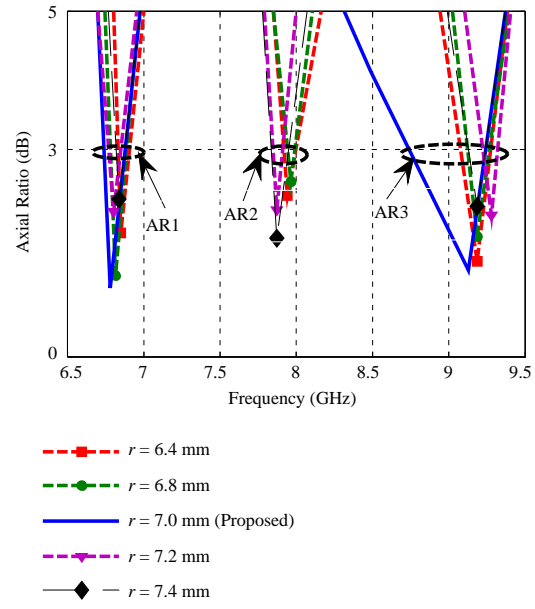 5
3
0
Axial Ratio (dB)
AR1
AR2
AR3
6.5 7 7.5 8 8.5 9 9.5
Frequency (GHz)
r = 6.4 mm
r = 6.8 mm
r = 7.0 mm (Proposed)
r = 7.2 mm
r = 7.4 mm